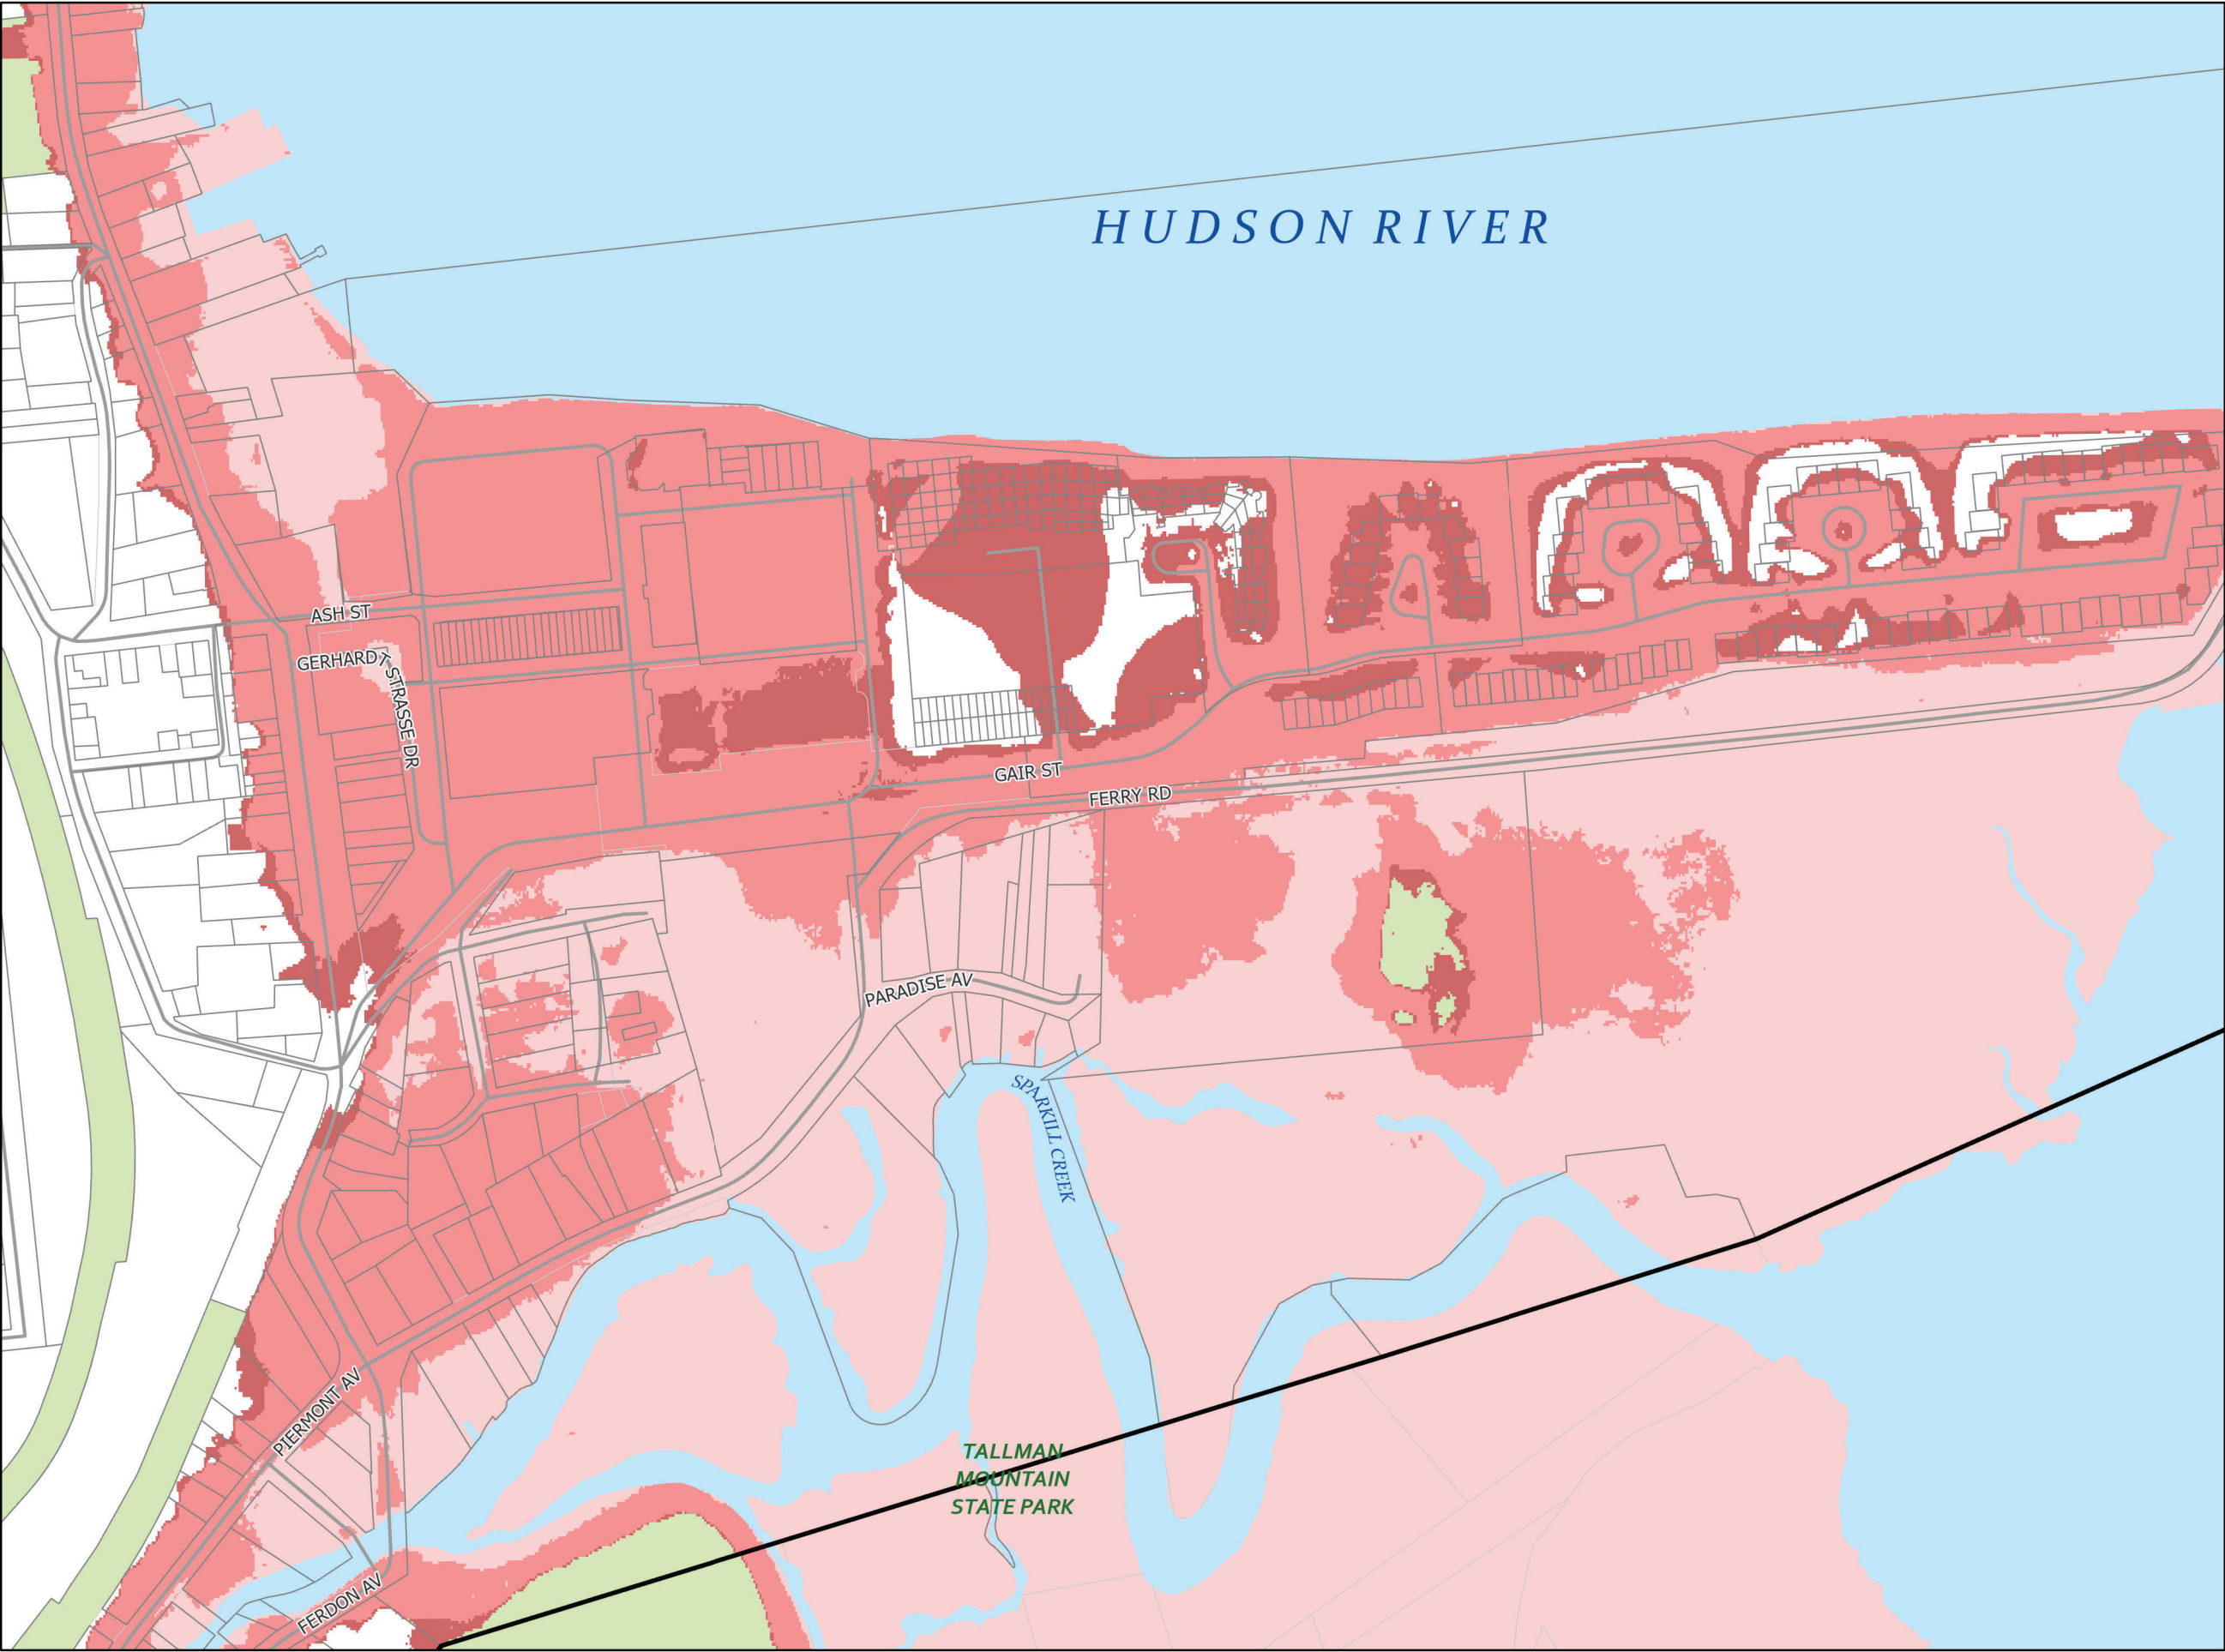 HUDSON RIVER
ASH ST
GERHARDT STRASSE DR
GAIR ST
FERRY RD
PARADISE AV
SPARKILL CREEK
PIERMONT AV
TALLMAN
MOUNTAIN
STATE PARK
FERDON AV